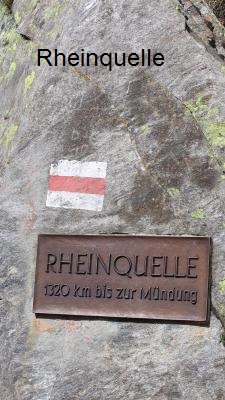 Rheinquelle
RHEINQUELLE
1320 km bis zur Mündung